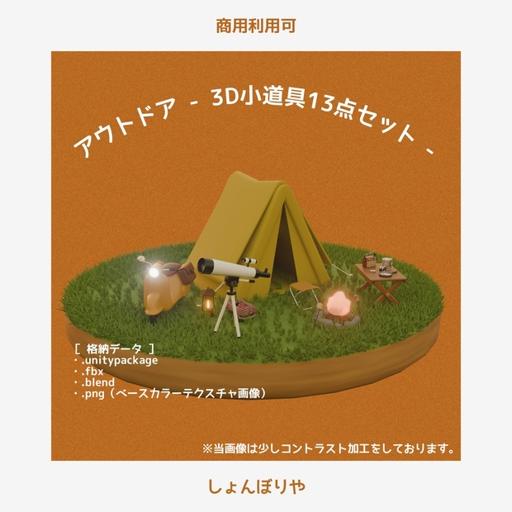 商用利用可
アウトドア - 3D小道具13点セット -
[ 格納データ ]
・.unitypackage
・.fbx
・.blend
・.png（ベースカラーテクスチャ画像）
※当画像は少しコントラスト加工をしております。
しょんぼりや